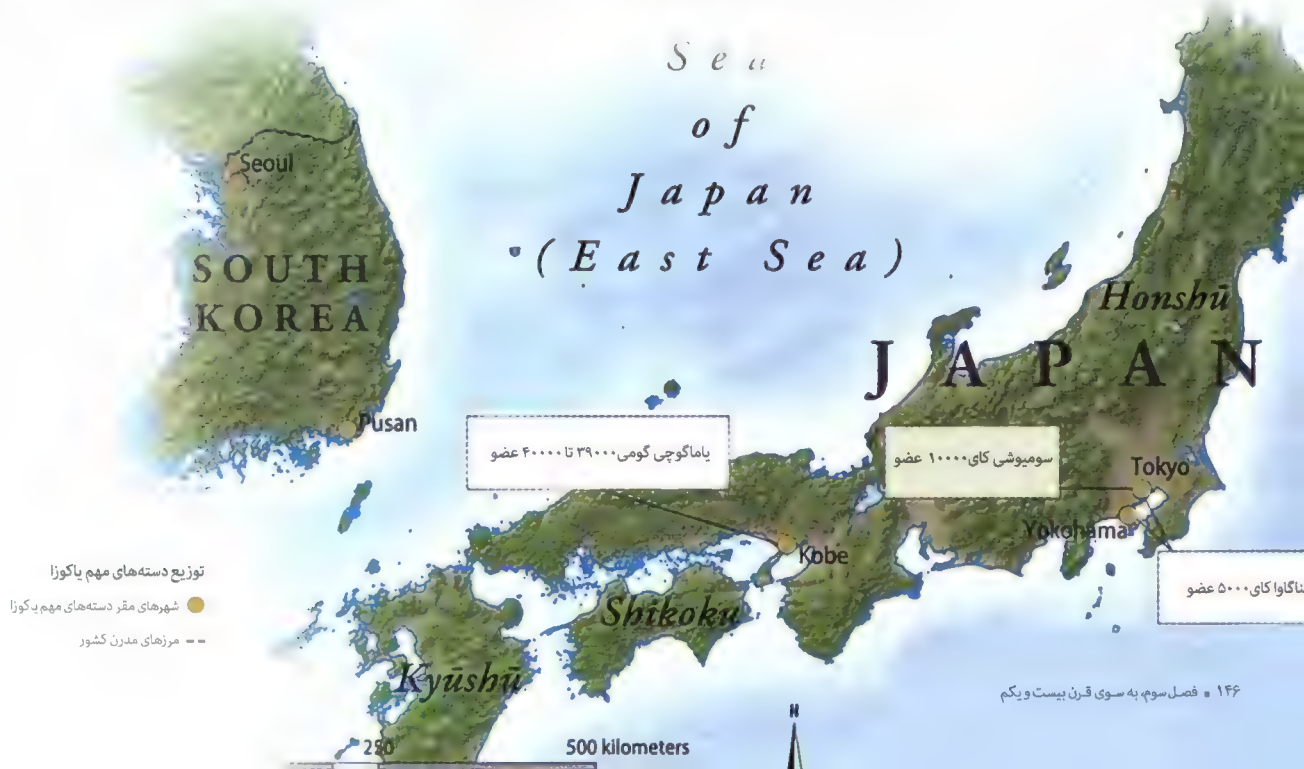 Sea
of
Japan
(East Sea)
Seoul
SOUTH
KOREA
Pusan
Honshū
JAPAN
یاماگوچی گومی ۳۹۰۰۰ تا ۴۰۰۰۰ عضو
سومیوشی کای ۱۰۰۰۰ عضو
Tokyo
Yokohama
Kobe
ناگاوا کای ۵۰۰۰ عضو
توزیع دسته‌های مهم یاکوزا
شهرهای مقر دسته‌های مهم یاکوزا
مرزهای مدرن کشور
Shikoku
Kyūshū
۱۴۶ فصل سوم، به سوی قرن بیست و یکم
250
500 kilometers
N